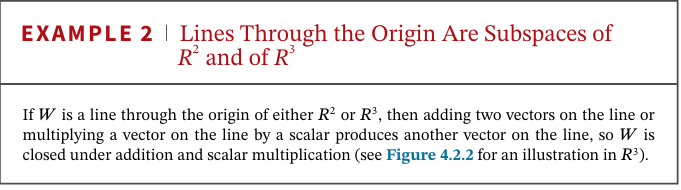 EXAMPLE 2 | Lines Through the Origin Are Subspaces of
R² and of R³
If W is a line through the origin of either R² or R³, then adding two vectors on the line or
multiplying a vector on the line by a scalar produces another vector on the line, so W is
closed under addition and scalar multiplication (see Figure 4.2.2 for an illustration in R³).